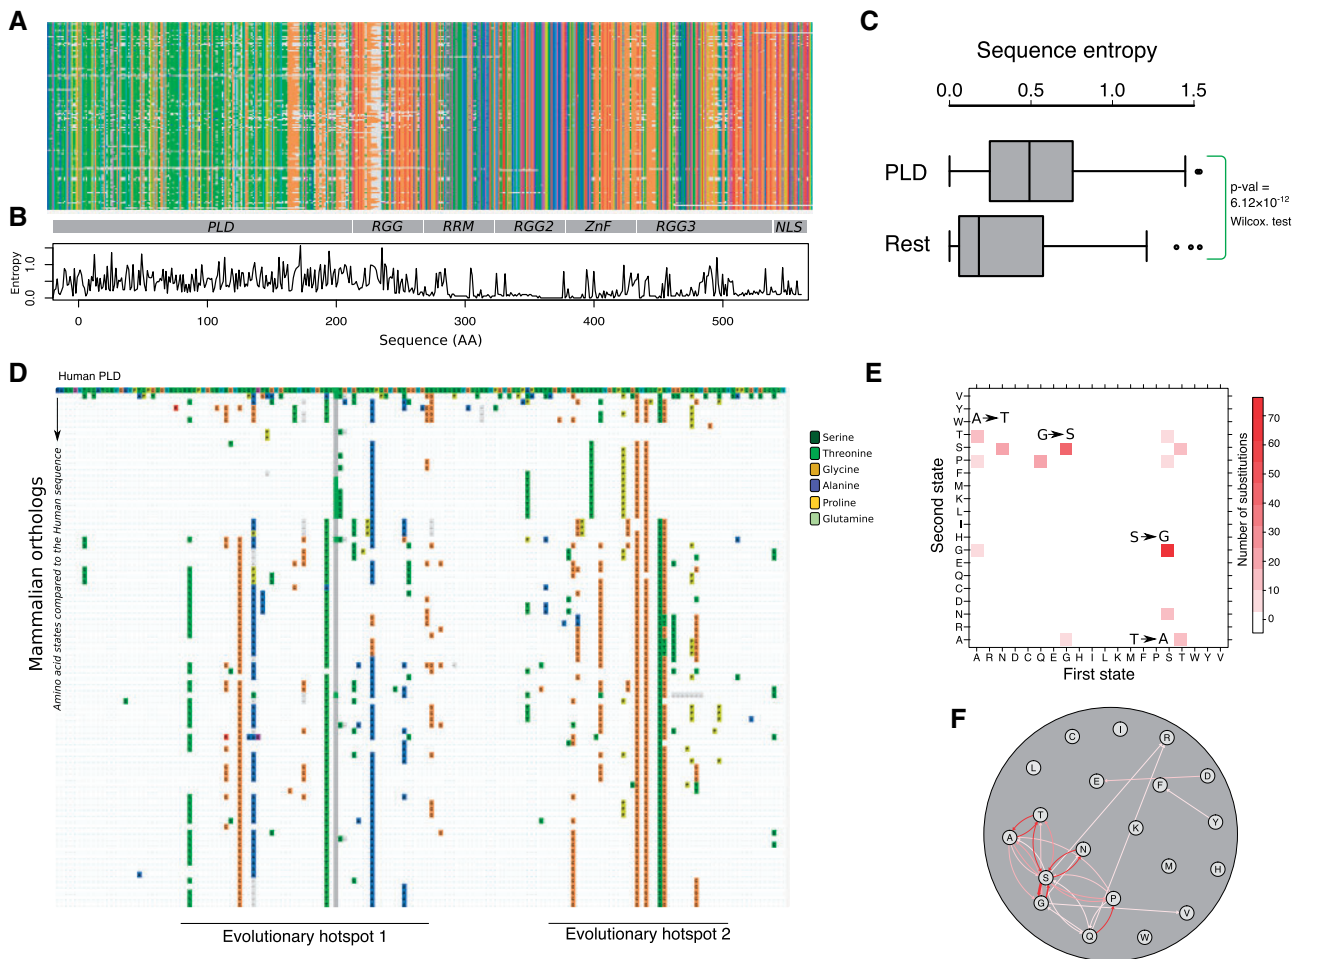 A
B
PLD RGG RRM RGG2 ZnF RGG3 NLS
Entropy
0.0 1.0
0 100 200 300 400 500
Sequence (AA)
C
Sequence entropy
0.0 0.5 1.0 1.5
PLD
Rest
p-val =
6.12×10-12
Wilcox. test
D
Human PLD
Mammalian orthologs
Amino acid states compared to the Human sequence
Evolutionary hotspot 1
Evolutionary hotspot 2
Serine
Threonine
Glycine
Alanine
Proline
Glutamine
E
Second state
V
Y
W
T
S
P
F
M
K
L
I
H
G
E
Q
C
D
N
R
A
A T
G S
S G
T A
A R N D C Q E G H I L K M F P S T W Y V
First state
Number of substitutions
70
60
50
40
30
20
10
0
F
C
I
R
L
E
F
D
T
Y
A
K
N
M
H
S
G
P
V
Q
W